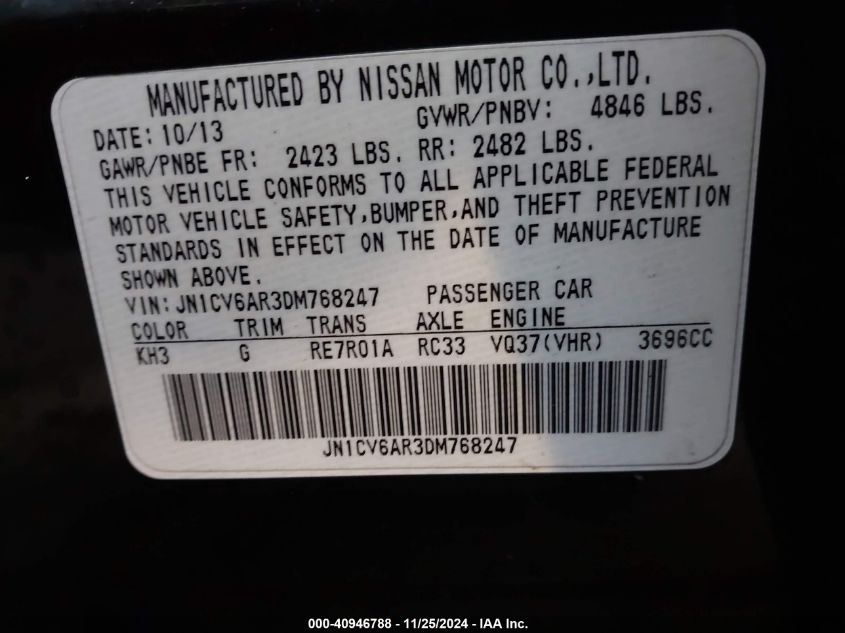 MANUFACTURED BY NISSAN MOTOR CO.,LTD.
DATE: 10/13 GVWR/PNBV: 4846 LBS.
GAWR/PNBE FR: 2423 LBS. RR: 2482 LBS.
THIS VEHICLE CONFORMS TO ALL APPLICABLE FEDERAL
MOTOR VEHICLE SAFETY,BUMPER,AND THEFT PREVENTION
STANDARDS IN EFFECT ON THE DATE OF MANUFACTURE
SHOWN ABOVE.
VIN: JN1CV6AR3DM768247 PASSENGER CAR
COLOR TRIM TRANS AXLE ENGINE
KH3 G RE7R01A RC33 VQ37(VHR) 3696CC
JN1CV6AR3DM768247
000-40946788 - 11/25/2024 - IAA Inc.